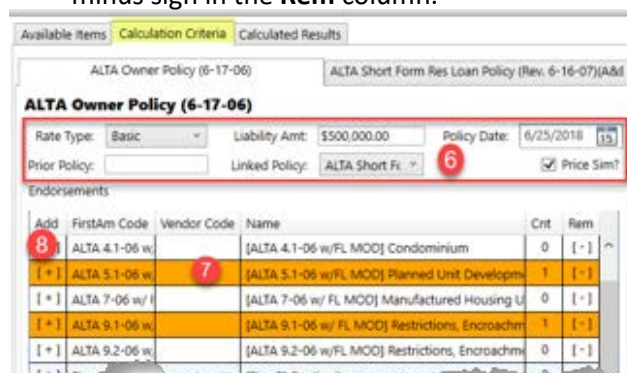 minus sign in the Rem column.
Available Items Calculation Criteria Calculated Results
ALTA Owner Policy (6-17-06) ALTA Short Form Res Loan Policy (Rev. 6-16-07)(A&d
ALTA Owner Policy (6-17-06)
Rate Type: Basic Liability Amt: $500,000.00 Policy Date: 6/25/2018 15
Prior Policy: Linked Policy: ALTA Short Fo 6 Price Sim?
Endorsements
Add FirstAm Code Vendor Code Name Cnt Rem
8 ALTA 4.1-06 w, [ALTA 4.1-06 w/FL MOD] Condominium 0 [ - ]
[ + ] ALTA 5.1-06 w, 7 [ALTA 5.1-06 w/FL MOD] Planned Unit Developm 1 [ - ]
[ + ] ALTA 7-06 w/ [ALTA 7-06 w/ FL MOD] Manufactured Housing U 0 [ - ]
[ + ] ALTA 9.1-06 w, [ALTA 9.1-06 w/ FL MOD] Restrictions, Encroachm 1 [ - ]
[ + ] ALTA 9.2-06 w, [ALTA 9.2-06 w/FL MOD] Restrictions, Encroachm 0 [ - ]